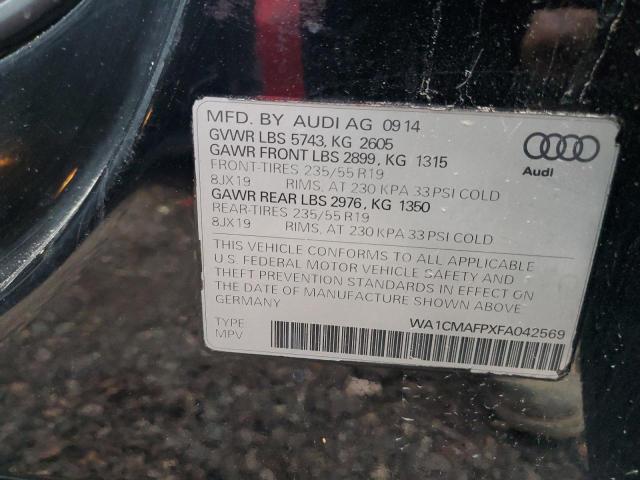 MFD. BY AUDI AG 09 14
GVWR LBS 5743, KG 2605
GAWR FRONT LBS 2899, KG 1315
FRONT-TIRES 235/55 R19
8JX19 RIMS, AT 230 KPA 33 PSI COLD
GAWR REAR LBS 2976, KG 1350
REAR-TIRES 235/55 R19
8JX19 RIMS, AT 230 KPA 33 PSI COLD
Audi
THIS VEHICLE CONFORMS TO ALL APPLICABLE
U.S. FEDERAL MOTOR VEHICLE SAFETY AND
THEFT PREVENTION STANDARDS IN EFFECT ON
THE DATE OF MANUFACTURE SHOWN ABOVE
GERMANY
WA1CMAFPXFA042569
TYPE
MPV